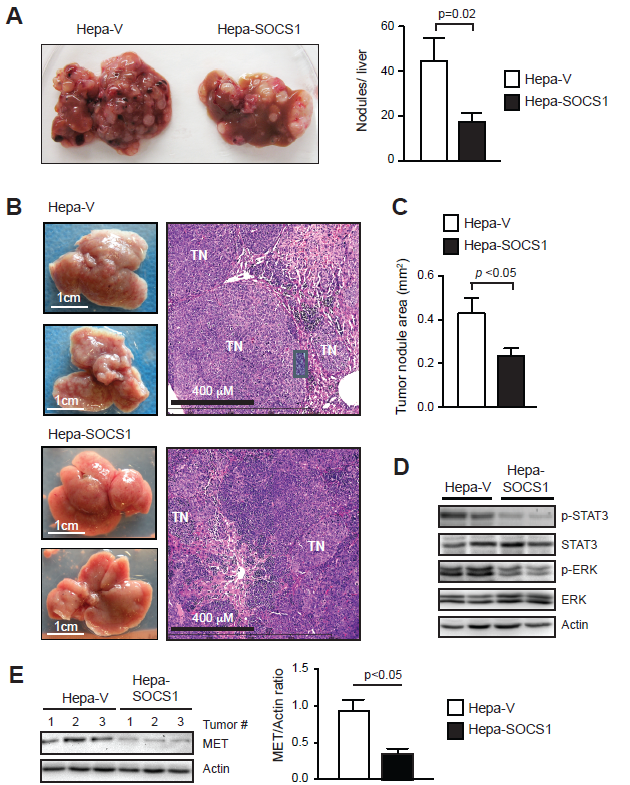 A
Hepa-V
Hepa-SOCS1
p=0.02
Nodules/ liver
60
40
20
0
Hepa-V
Hepa-SOCS1
B
Hepa-V
1cm
1cm
TN
TN
TN
400 µM
Hepa-SOCS1
1cm
1cm
TN
TN
400 µM
C
Hepa-V
Hepa-SOCS1
p <0.05
Tumor nodule area (mm²)
0.6
0.4
0.2
0.0
D
Hepa-V
Hepa-
SOCS1
p-STAT3
STAT3
p-ERK
ERK
Actin
E
Hepa-V
Hepa-
SOCS1
1 2 3 1 2 3 Tumor #
MET
Actin
p<0.05
MET/Actin ratio
1.5
1.0
0.5
0.0
Hepa-V
Hepa-SOCS1